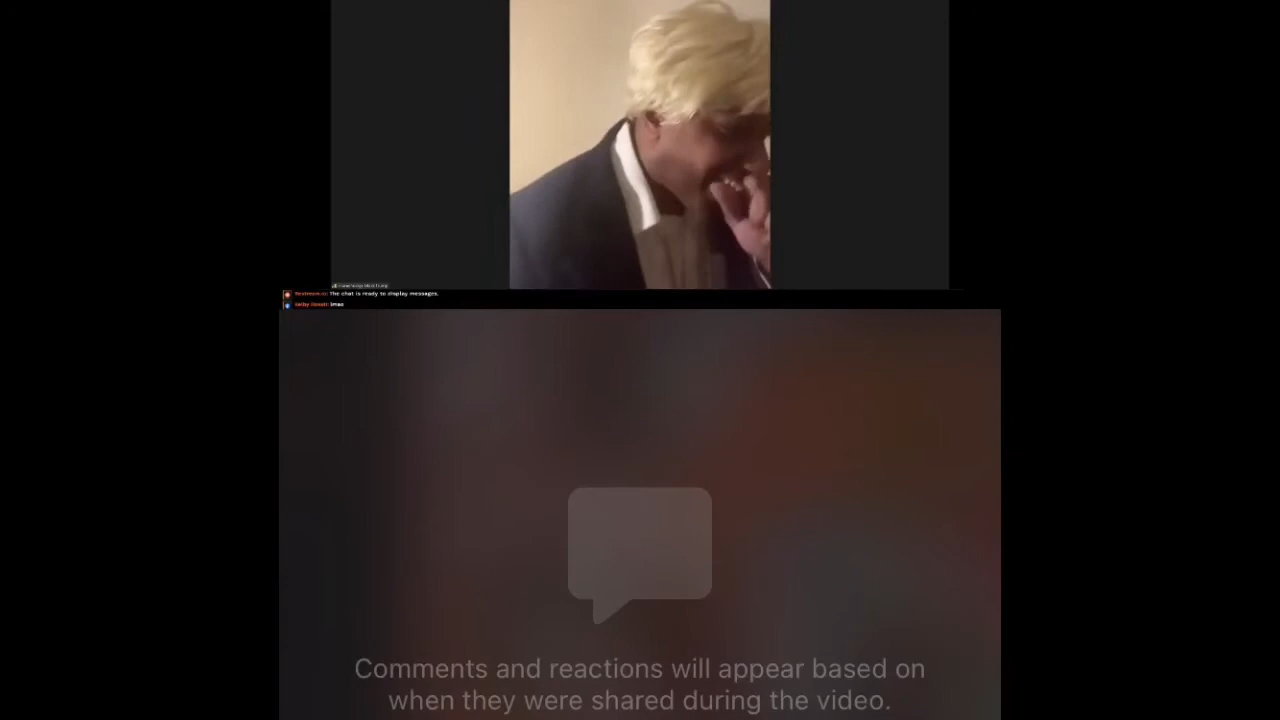 The chat is ready to display messages.
Comments and reactions will appear based on
when they were shared during the video.